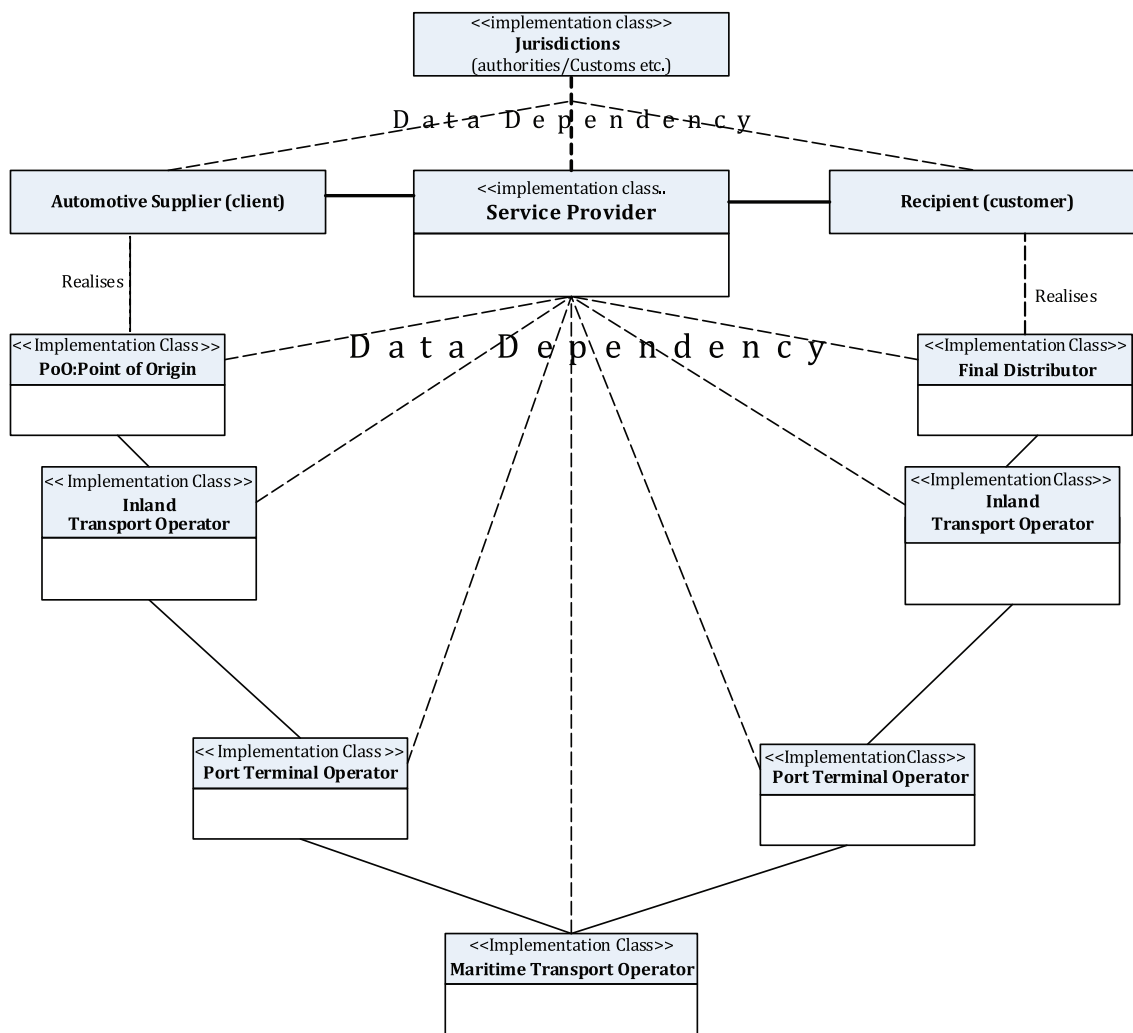 <<implementation class>>
Jurisdictions
(authorities/Customs etc.)
Data Dependency
Automotive Supplier (client)
<<implementation class..
Service Provider
Recipient (customer)
Realises
Realises
<< Implementation Class >>
PoO:Point of Origin
Data Dependency
<<Implementation Class>>
Final Distributor
<< Implementation Class >>
Inland
Transport Operator
<<ImplementationClass>>
Inland
Transport Operator
<< Implementation Class >>
Port Terminal Operator
<<ImplementationClass>>
Port Terminal Operator
<<Implementation Class>>
Maritime Transport Operator